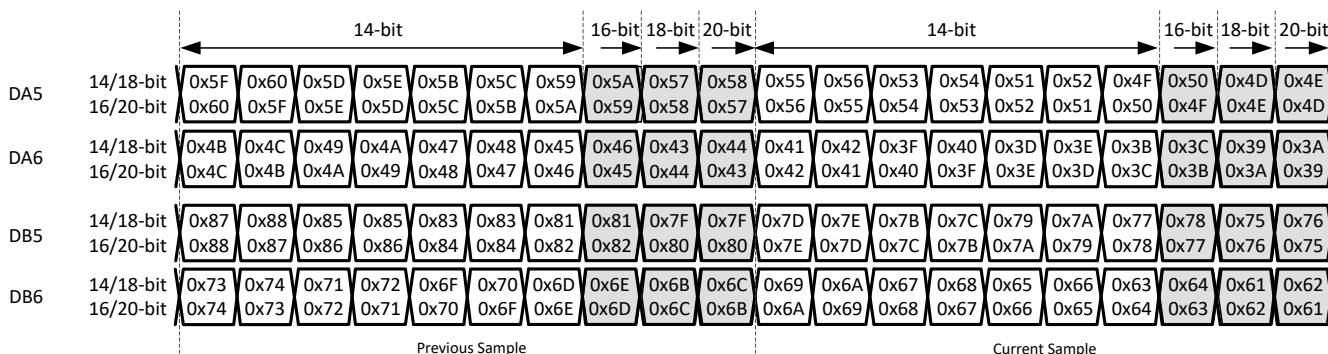 14-bit 16-bit 18-bit 20-bit 14-bit 16-bit 18-bit 20-bit
DA5
14/18-bit 0x5F 0x60 0x5D 0x5E 0x5B 0x5C 0x59 0x5A 0x57 0x58 0x55 0x56 0x53 0x54 0x51 0x52 0x4F 0x50 0x4D 0x4E
16/20-bit 0x60 0x5F 0x5E 0x5D 0x5C 0x5B 0x5A 0x59 0x58 0x57 0x56 0x55 0x54 0x53 0x52 0x51 0x50 0x4F 0x4E 0x4D
DA6
14/18-bit 0x4B 0x4C 0x49 0x4A 0x47 0x48 0x45 0x46 0x43 0x44 0x41 0x42 0x3F 0x40 0x3D 0x3E 0x3B 0x3C 0x39 0x3A
16/20-bit 0x4C 0x4B 0x4A 0x49 0x48 0x47 0x46 0x45 0x44 0x43 0x42 0x41 0x40 0x3F 0x3E 0x3D 0x3C 0x3B 0x3A 0x39
DB5
14/18-bit 0x87 0x88 0x85 0x85 0x83 0x83 0x81 0x81 0x7F 0x7F 0x7D 0x7E 0x7B 0x7C 0x79 0x7A 0x77 0x78 0x75 0x76
16/20-bit 0x88 0x87 0x86 0x86 0x84 0x84 0x82 0x82 0x80 0x80 0x7E 0x7D 0x7C 0x7B 0x7A 0x79 0x78 0x77 0x76 0x75
DB6
14/18-bit 0x73 0x74 0x71 0x72 0x6F 0x70 0x6D 0x6E 0x6B 0x6C 0x69 0x6A 0x67 0x68 0x65 0x66 0x63 0x64 0x61 0x62
16/20-bit 0x74 0x73 0x72 0x71 0x70 0x6F 0x6E 0x6D 0x6C 0x6B 0x6A 0x69 0x68 0x67 0x66 0x65 0x64 0x63 0x62 0x61
Previous Sample Current Sample